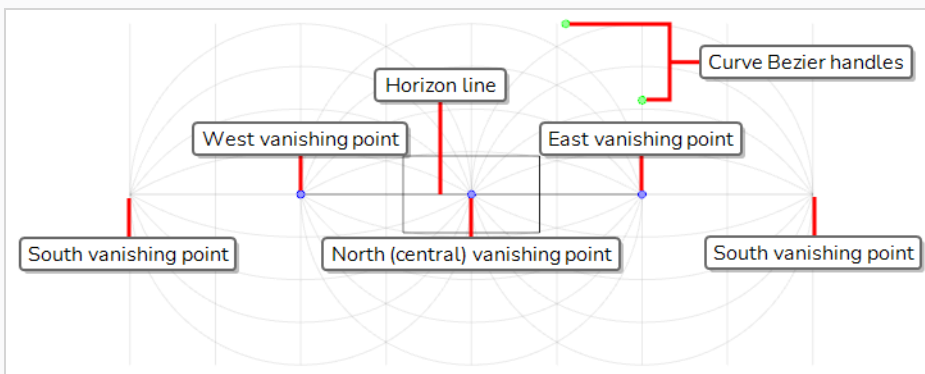 Curve Bezier handles
Horizon line
West vanishing point
East vanishing point
South vanishing point
North (central) vanishing point
South vanishing point